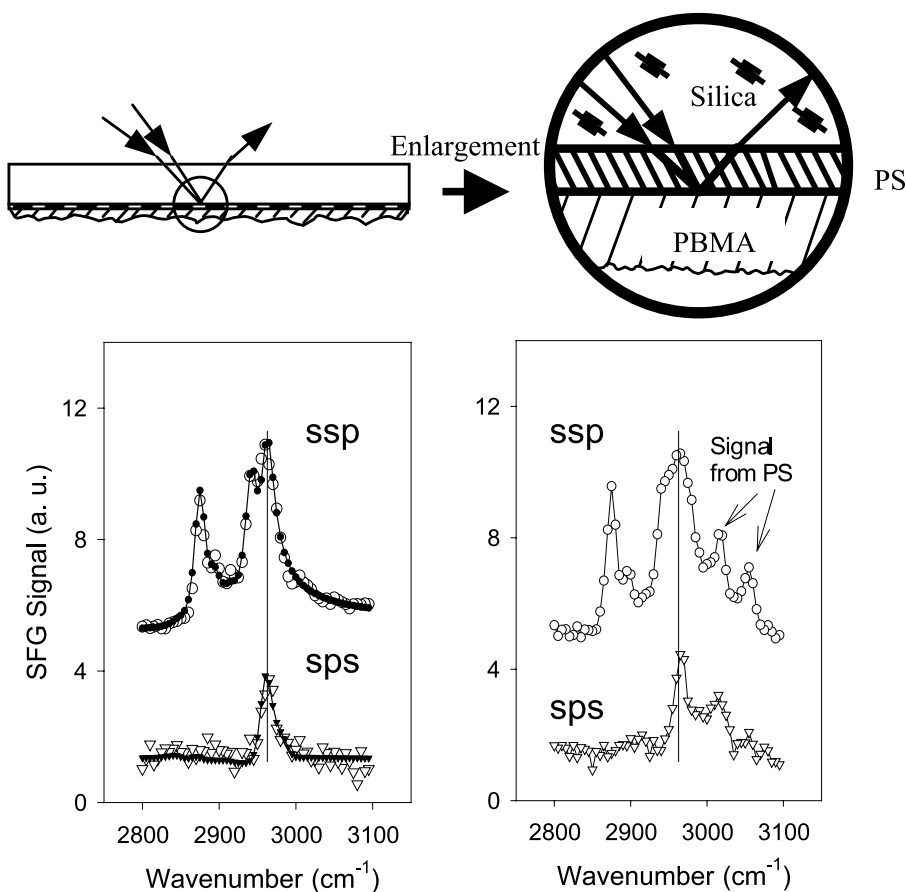 Enlargement
Silica
PS
PBMA
SFG Signal (a. u.)
12
8
4
0
ssp
sps
2800 2900 3000 3100
Wavenumber (cm⁻¹)
12
8
4
0
ssp
Signal
from PS
sps
2800 2900 3000 3100
Wavenumber (cm⁻¹)